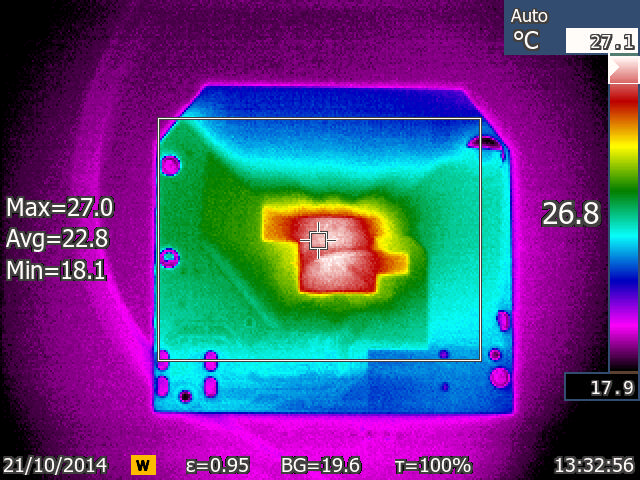 Auto
°C
27.1
Max=27.0
Avg=22.8
Min=18.1
26.8
17.9
21/10/2014 W ε=0.95 BG=19.6 τ=100% 13:32:56